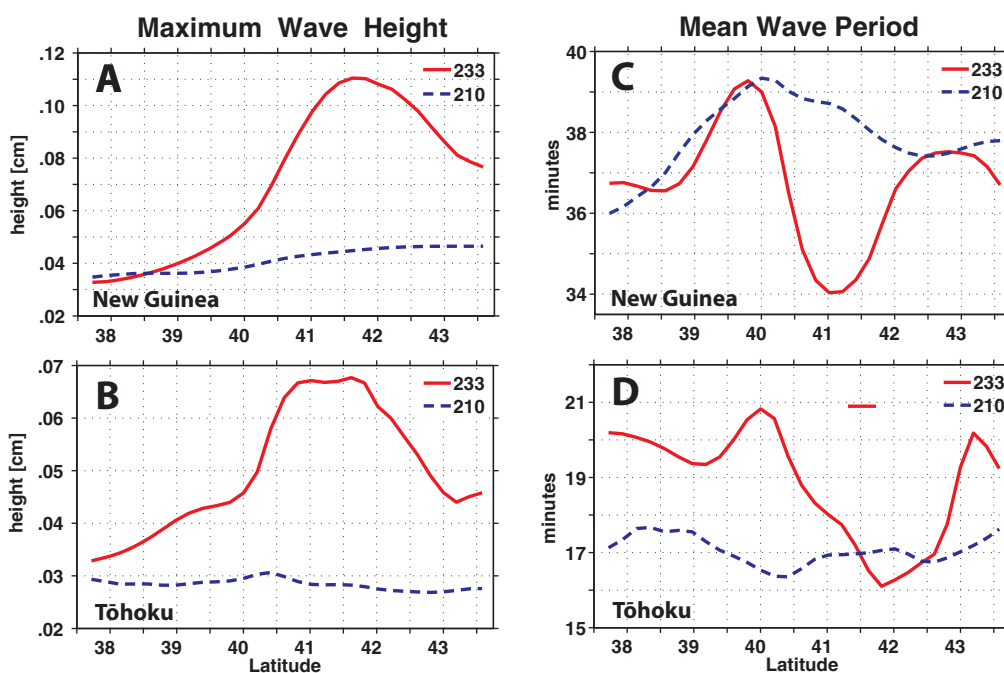 Maximum Wave Height
A
233
210
height [cm]
.12
.10
.08
.06
.04
.02
New Guinea
38 39 40 41 42 43
B
233
210
height [cm]
.07
.06
.05
.04
.03
.02
Tōhoku
38 39 40 41 42 43
Latitude
Mean Wave Period
C
233
210
minutes
40
38
36
34
New Guinea
38 39 40 41 42 43
D
233
210
minutes
21
19
17
15
Tōhoku
38 39 40 41 42 43
Latitude